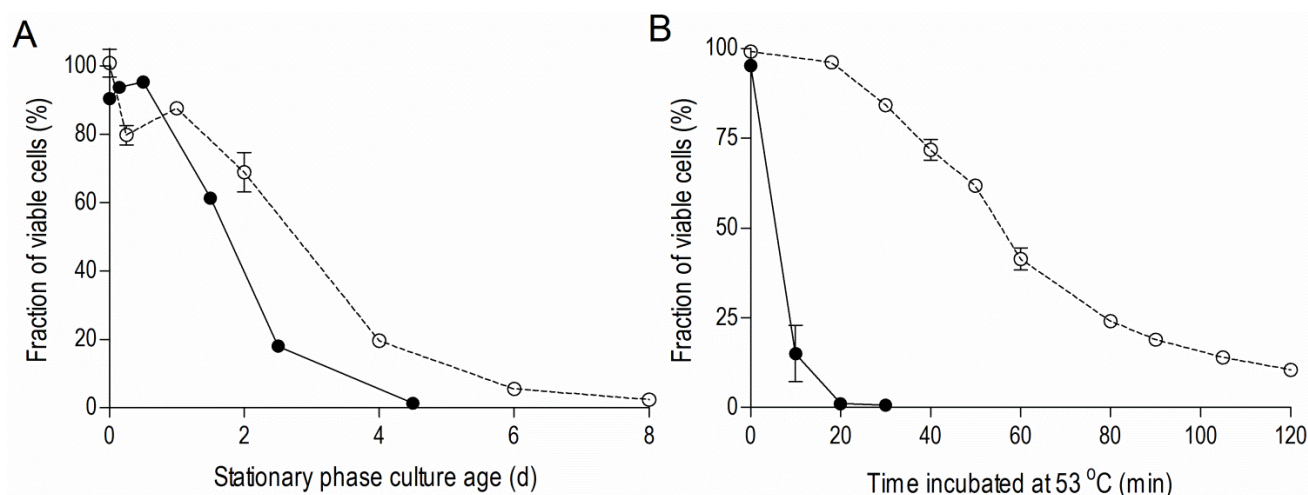 A
Fraction of viable cells (%)
100
80
60
40
20
0
0 2 4 6 8
Stationary phase culture age (d)
B
Fraction of viable cells (%)
100
75
50
25
0
0 20 40 60 80 100 120
Time incubated at 53 ºC (min)